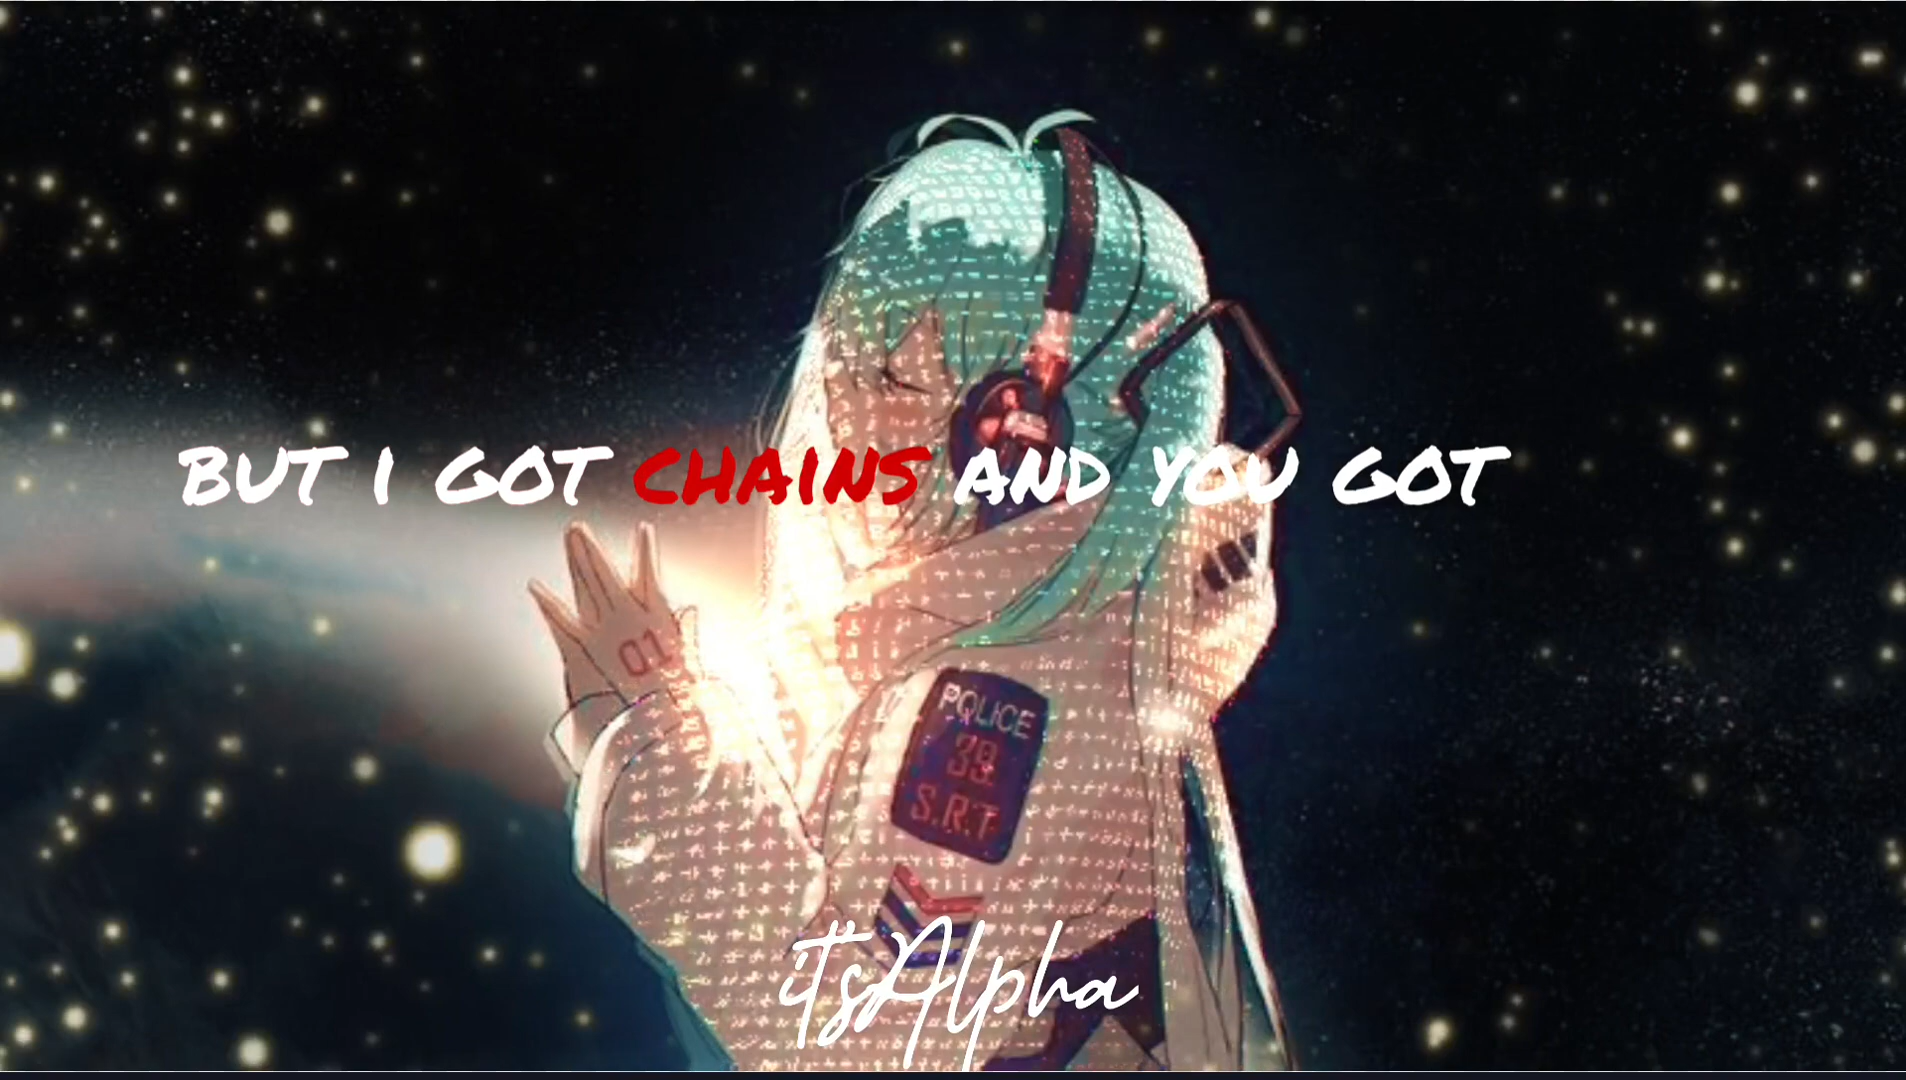 BUT I GOT CHAINS AND YOU GOT
01
POLICE
39
S.R.T
itsAlpha